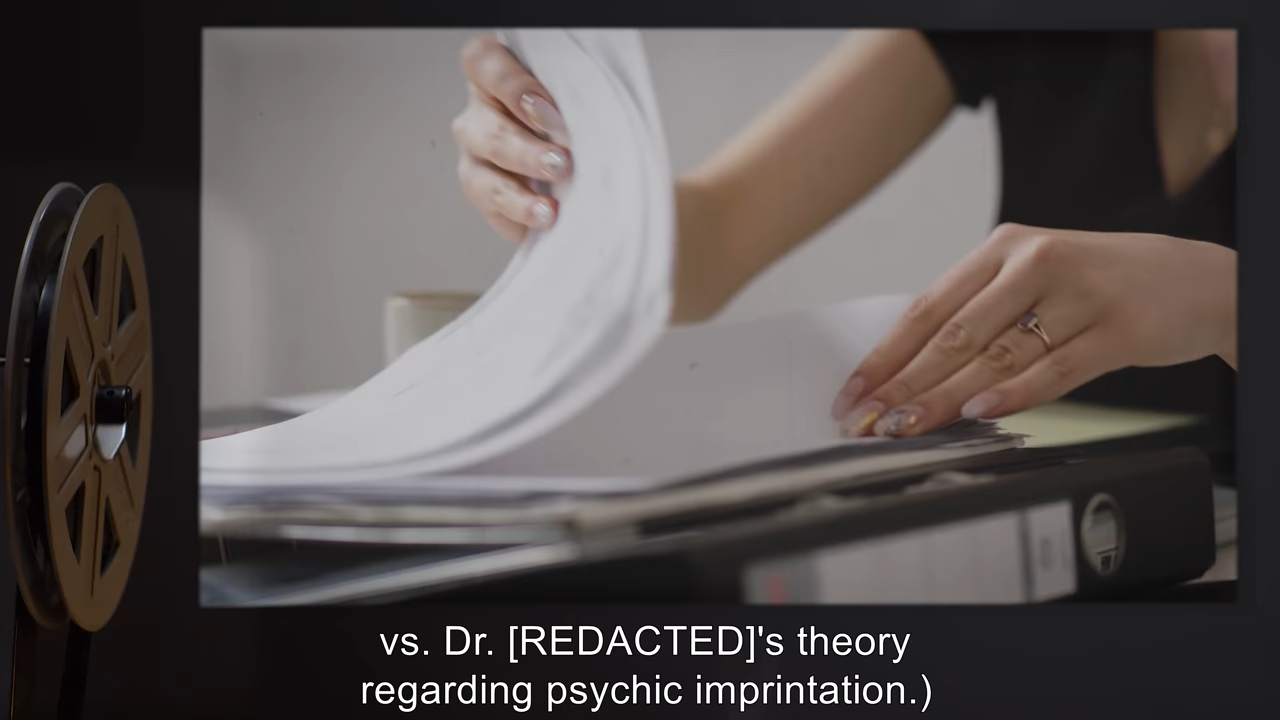 vs. Dr. [REDACTED]'s theory
regarding psychic imprintation.)